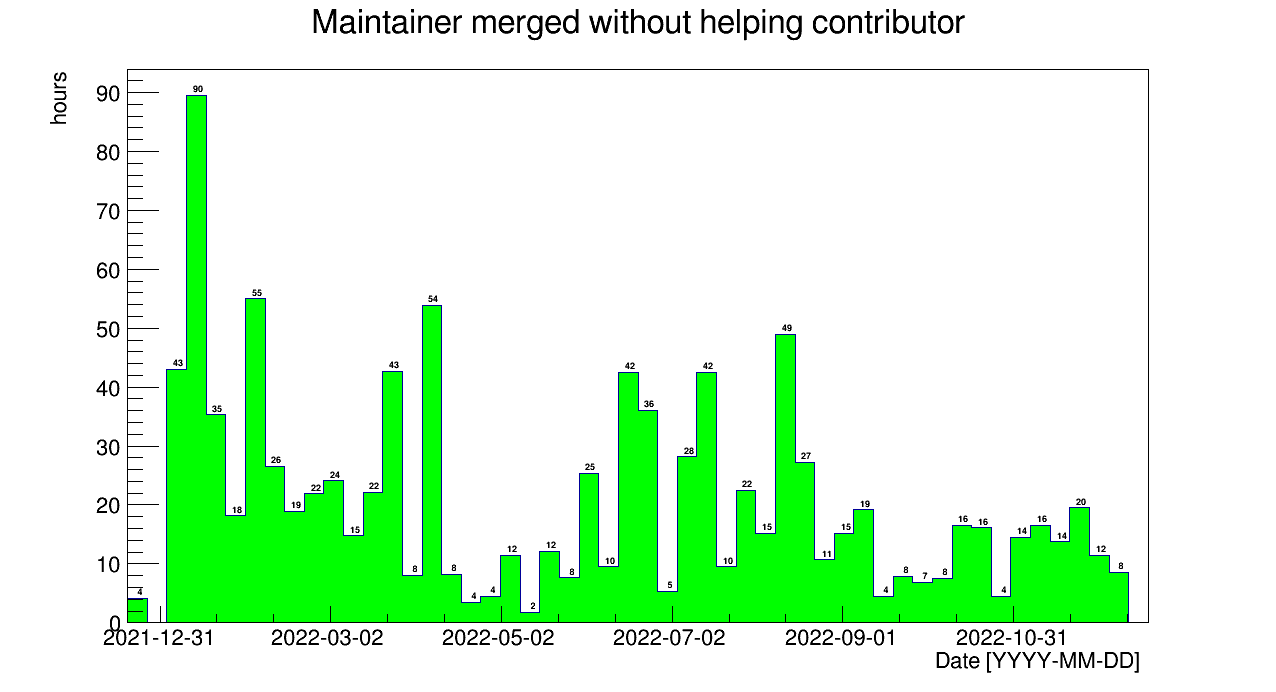 Maintainer merged without helping contributor
hours
90
80
70
60
50
40
30
20
10
0
4 43 90 35 18 55 26 19 22 24 15 22 43 8 54 8 4 4 12 2 12 8 25 10 42 36 5 28 42 10 22 15 49 27 11 15 19 4 8 7 8 16 16 4 14 16 14 20 12 8
2021-12-31 2022-03-02 2022-05-02 2022-07-02 2022-09-01 2022-10-31
Date [YYYY-MM-DD]